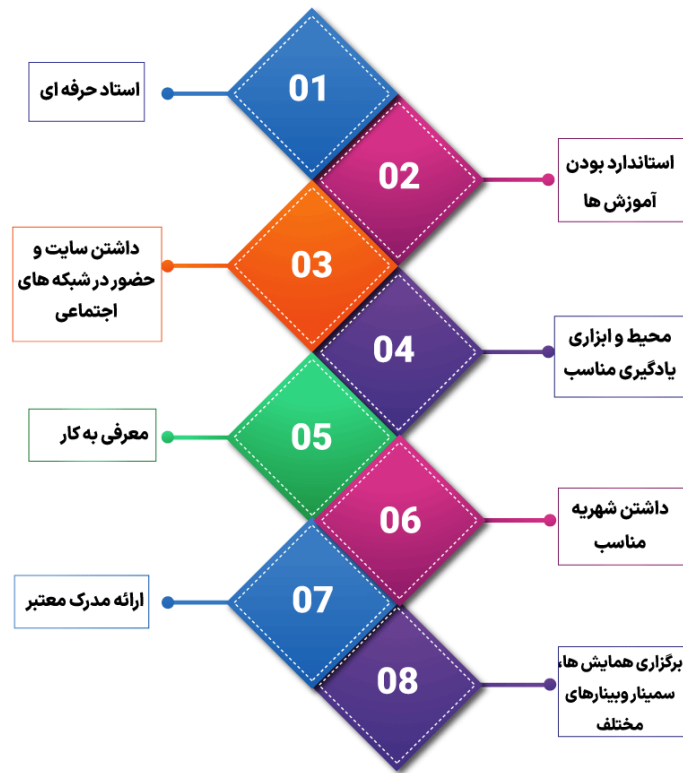 01
استاد حرفه ای
02
استاندارد بودن
آموزش ها
03
داشتن سایت و
حضور در شبکه های
اجتماعی
04
محیط و ابزاری
یادگیری مناسب
05
معرفی به کار
06
داشتن شهریه
مناسب
07
ارائه مدرک معتبر
08
برگزاری همایش ها،
سمینار وبینارهای
مختلف